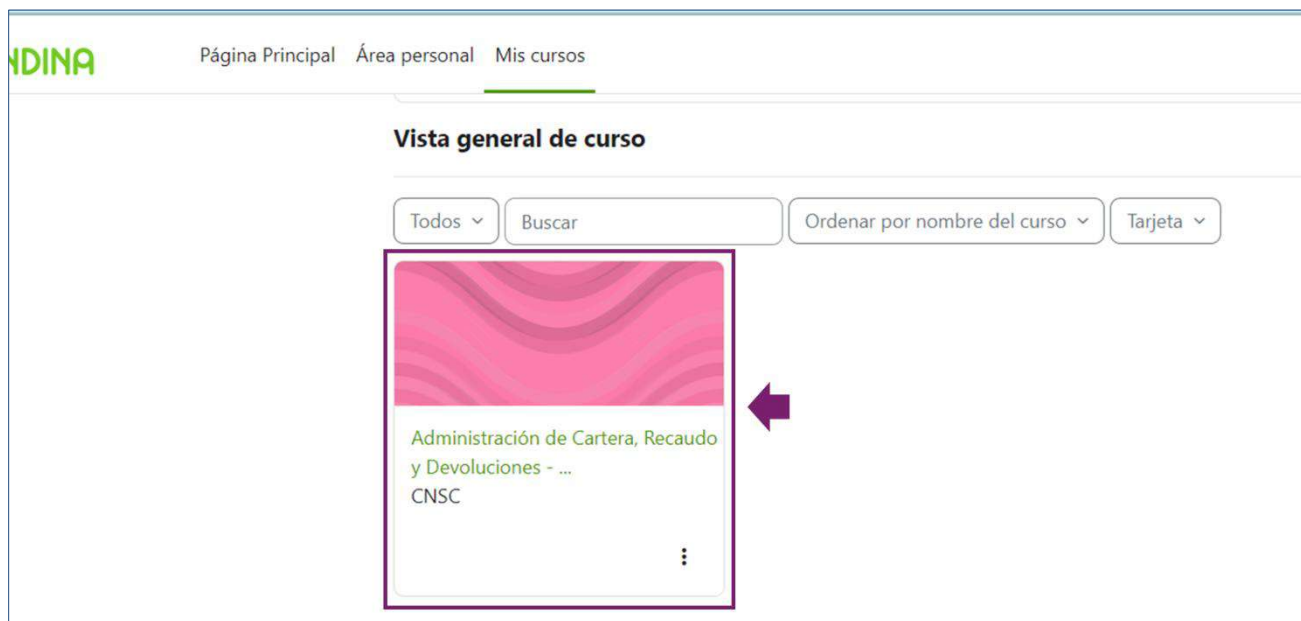 NDINA
Página Principal Área personal Mis cursos
Vista general de curso
Todos Buscar Ordenar por nombre del curso Tarjeta
Administración de Cartera, Recaudo
y Devoluciones - ...
CNSC